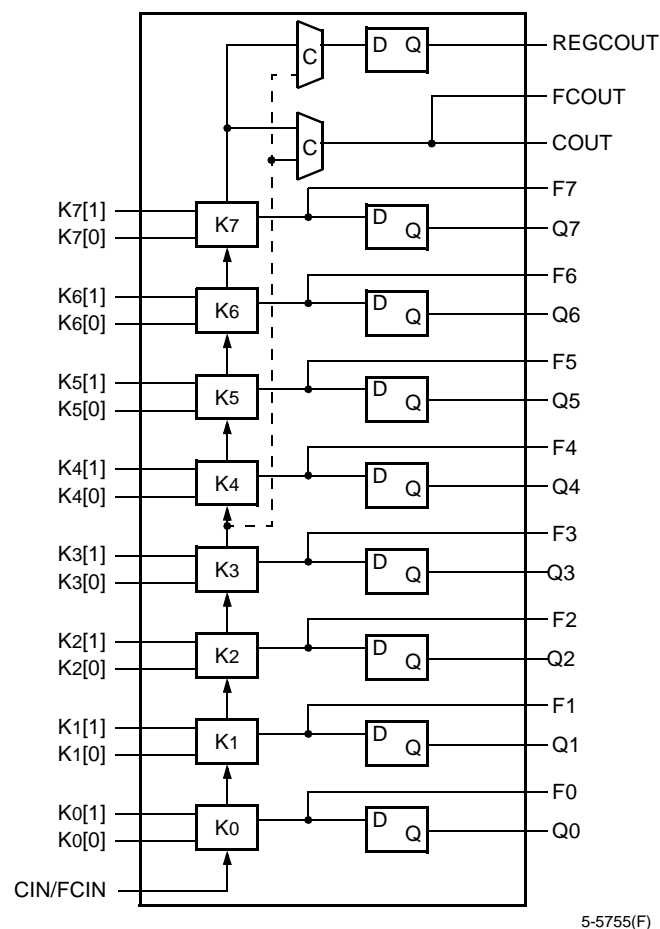 C
D Q
REGCOUT
FCOUT
C
COUT
F7
K7[1]
K7[0]
K7
D
Q
Q7
F6
K6[1]
K6[0]
K6
D
Q
Q6
F5
K5[1]
K5[0]
K5
D
Q
Q5
F4
K4[1]
K4[0]
K4
D
Q
Q4
F3
K3[1]
K3[0]
K3
D
Q
Q3
F2
K2[1]
K2[0]
K2
D
Q
Q2
F1
K1[1]
K1[0]
K1
D
Q
Q1
F0
K0[1]
K0[0]
K0
D
Q
Q0
CIN/FCIN
5-5755(F)